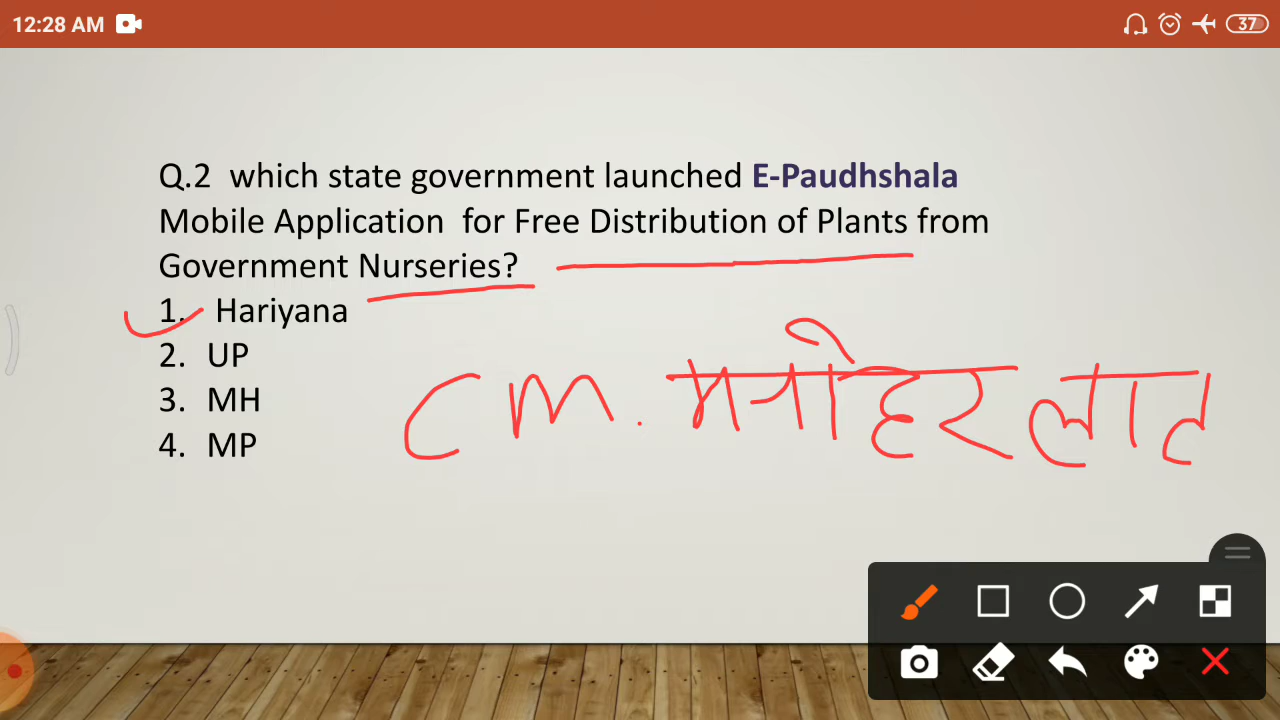 12:28 AM 37
Q.2 which state government launched E-Paudhshala
Mobile Application for Free Distribution of Plants from
Government Nurseries?
1. Hariyana
2. UP
3. MH
4. MP
CM. मनोहर